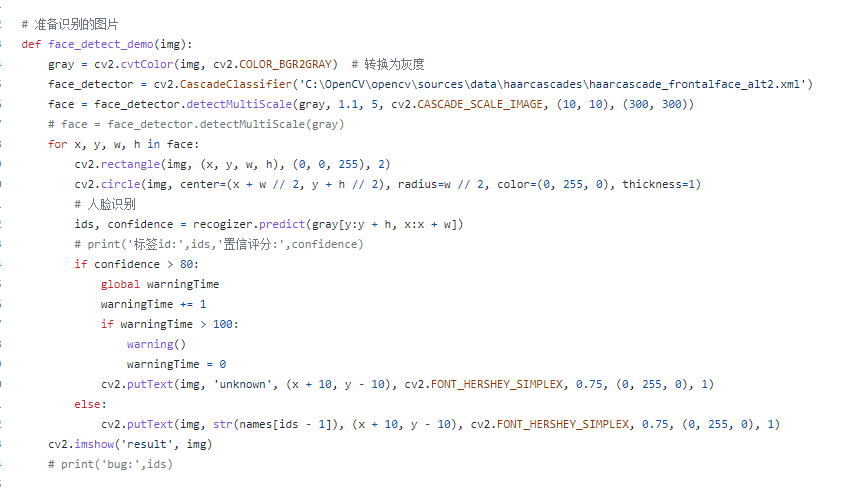 # 准备识别的图片
def face_detect_demo(img):
    gray = cv2.cvtColor(img, cv2.COLOR_BGR2GRAY)  # 转换为灰度
    face_detector = cv2.CascadeClassifier('C:\OpenCV\opencv\sources\data\haarcascades\haarcascade_frontalface_alt2.xml')
    face = face_detector.detectMultiScale(gray, 1.1, 5, cv2.CASCADE_SCALE_IMAGE, (10, 10), (300, 300))
    # face = face_detector.detectMultiScale(gray)
    for x, y, w, h in face:
        cv2.rectangle(img, (x, y, w, h), (0, 0, 255), 2)
        cv2.circle(img, center=(x + w // 2, y + h // 2), radius=w // 2, color=(0, 255, 0), thickness=1)
        # 人脸识别
        ids, confidence = recogizer.predict(gray[y:y + h, x:x + w])
        # print('标签id:',ids,'置信评分:',confidence)
        if confidence > 80:
            global warningTime
            warningTime += 1
            if warningTime > 100:
                warning()
                warningTime = 0
            cv2.putText(img, 'unknown', (x + 10, y - 10), cv2.FONT_HERSHEY_SIMPLEX, 0.75, (0, 255, 0), 1)
        else:
            cv2.putText(img, str(names[ids - 1]), (x + 10, y - 10), cv2.FONT_HERSHEY_SIMPLEX, 0.75, (0, 255, 0), 1)
    cv2.imshow('result', img)
    # print('bug:',ids)